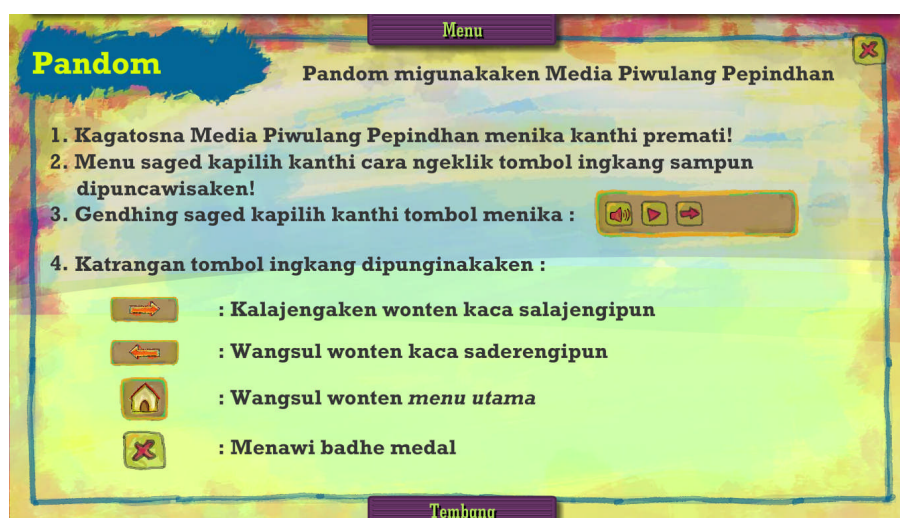 Menu
Pandom
Pandom migunakaken Media Piwulang Pepindhan
1. Kagatosna Media Piwulang Pepindhan menika kanthi premati!
2. Menu saged kapilih kanthi cara ngeklik tombol ingkang sampun
dipuncawisaken!
3. Gendhing saged kapilih kanthi tombol menika :
4. Katrangan tombol ingkang dipunginakaken :
: Kalajengaken wonten kaca salajengipun
: Wangsul wonten kaca saderengipun
: Wangsul wonten menu utama
: Menawi badhe medal
Tembang